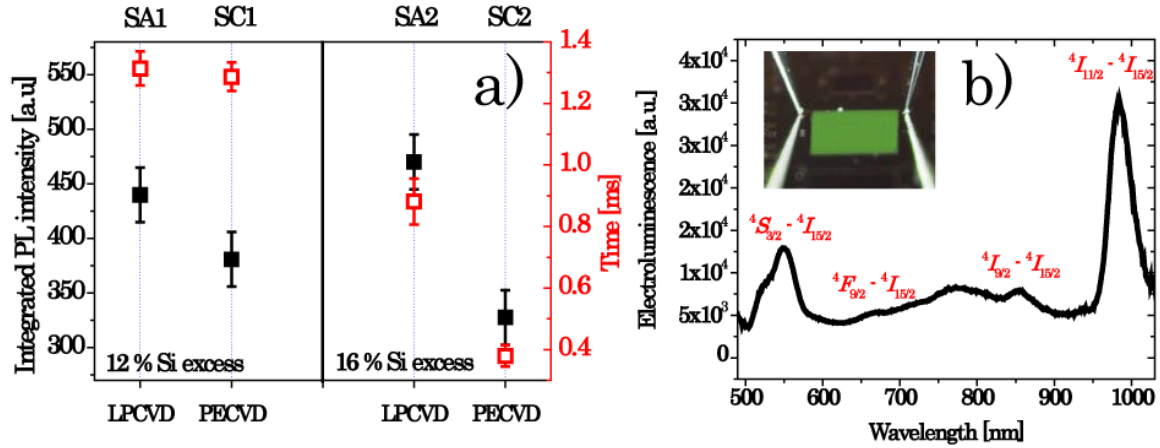 SA1 SC1 SA2 SC2
a)
Integrated PL intensity [a.u]
550
500
450
400
350
300
1.4
1.2
1.0
0.8
0.6
0.4
Time [ms]
12 % Si excess
16 % Si excess
LPCVD PECVD LPCVD PECVD
b)
Electroluminescence [a.u.]
4x10⁴
3x10⁴
3x10⁴
2x10⁴
2x10⁴
1x10⁴
5x10³
0
⁴I₁₁/₂ - ⁴I₁₅/₂
⁴S₃/₂ - ⁴I₁₅/₂
⁴F₉/₂ - ⁴I₁₅/₂
⁴I₉/₂ - ⁴I₁₅/₂
500 600 700 800 900 1000
Wavelength [nm]